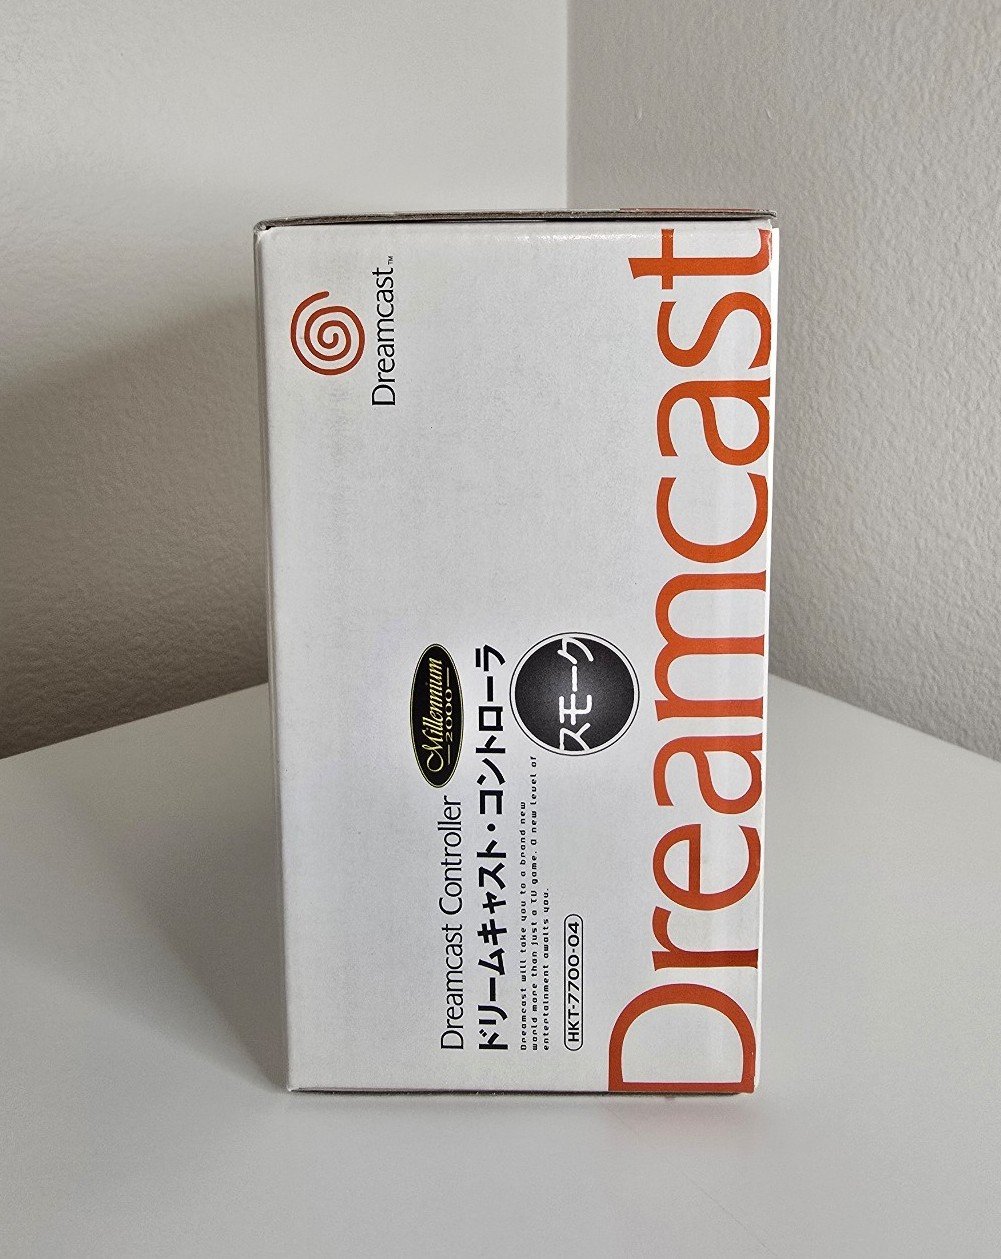 Dreamcast™
Dreamcast Controller
Millennium
2000
ドリームキャスト・コントローラ
スモーク
Dreamcast will take you to a brand new
world more than just a TV game. A new level of
entertainment awaits you.
HKT-7700-04
Dreamcast